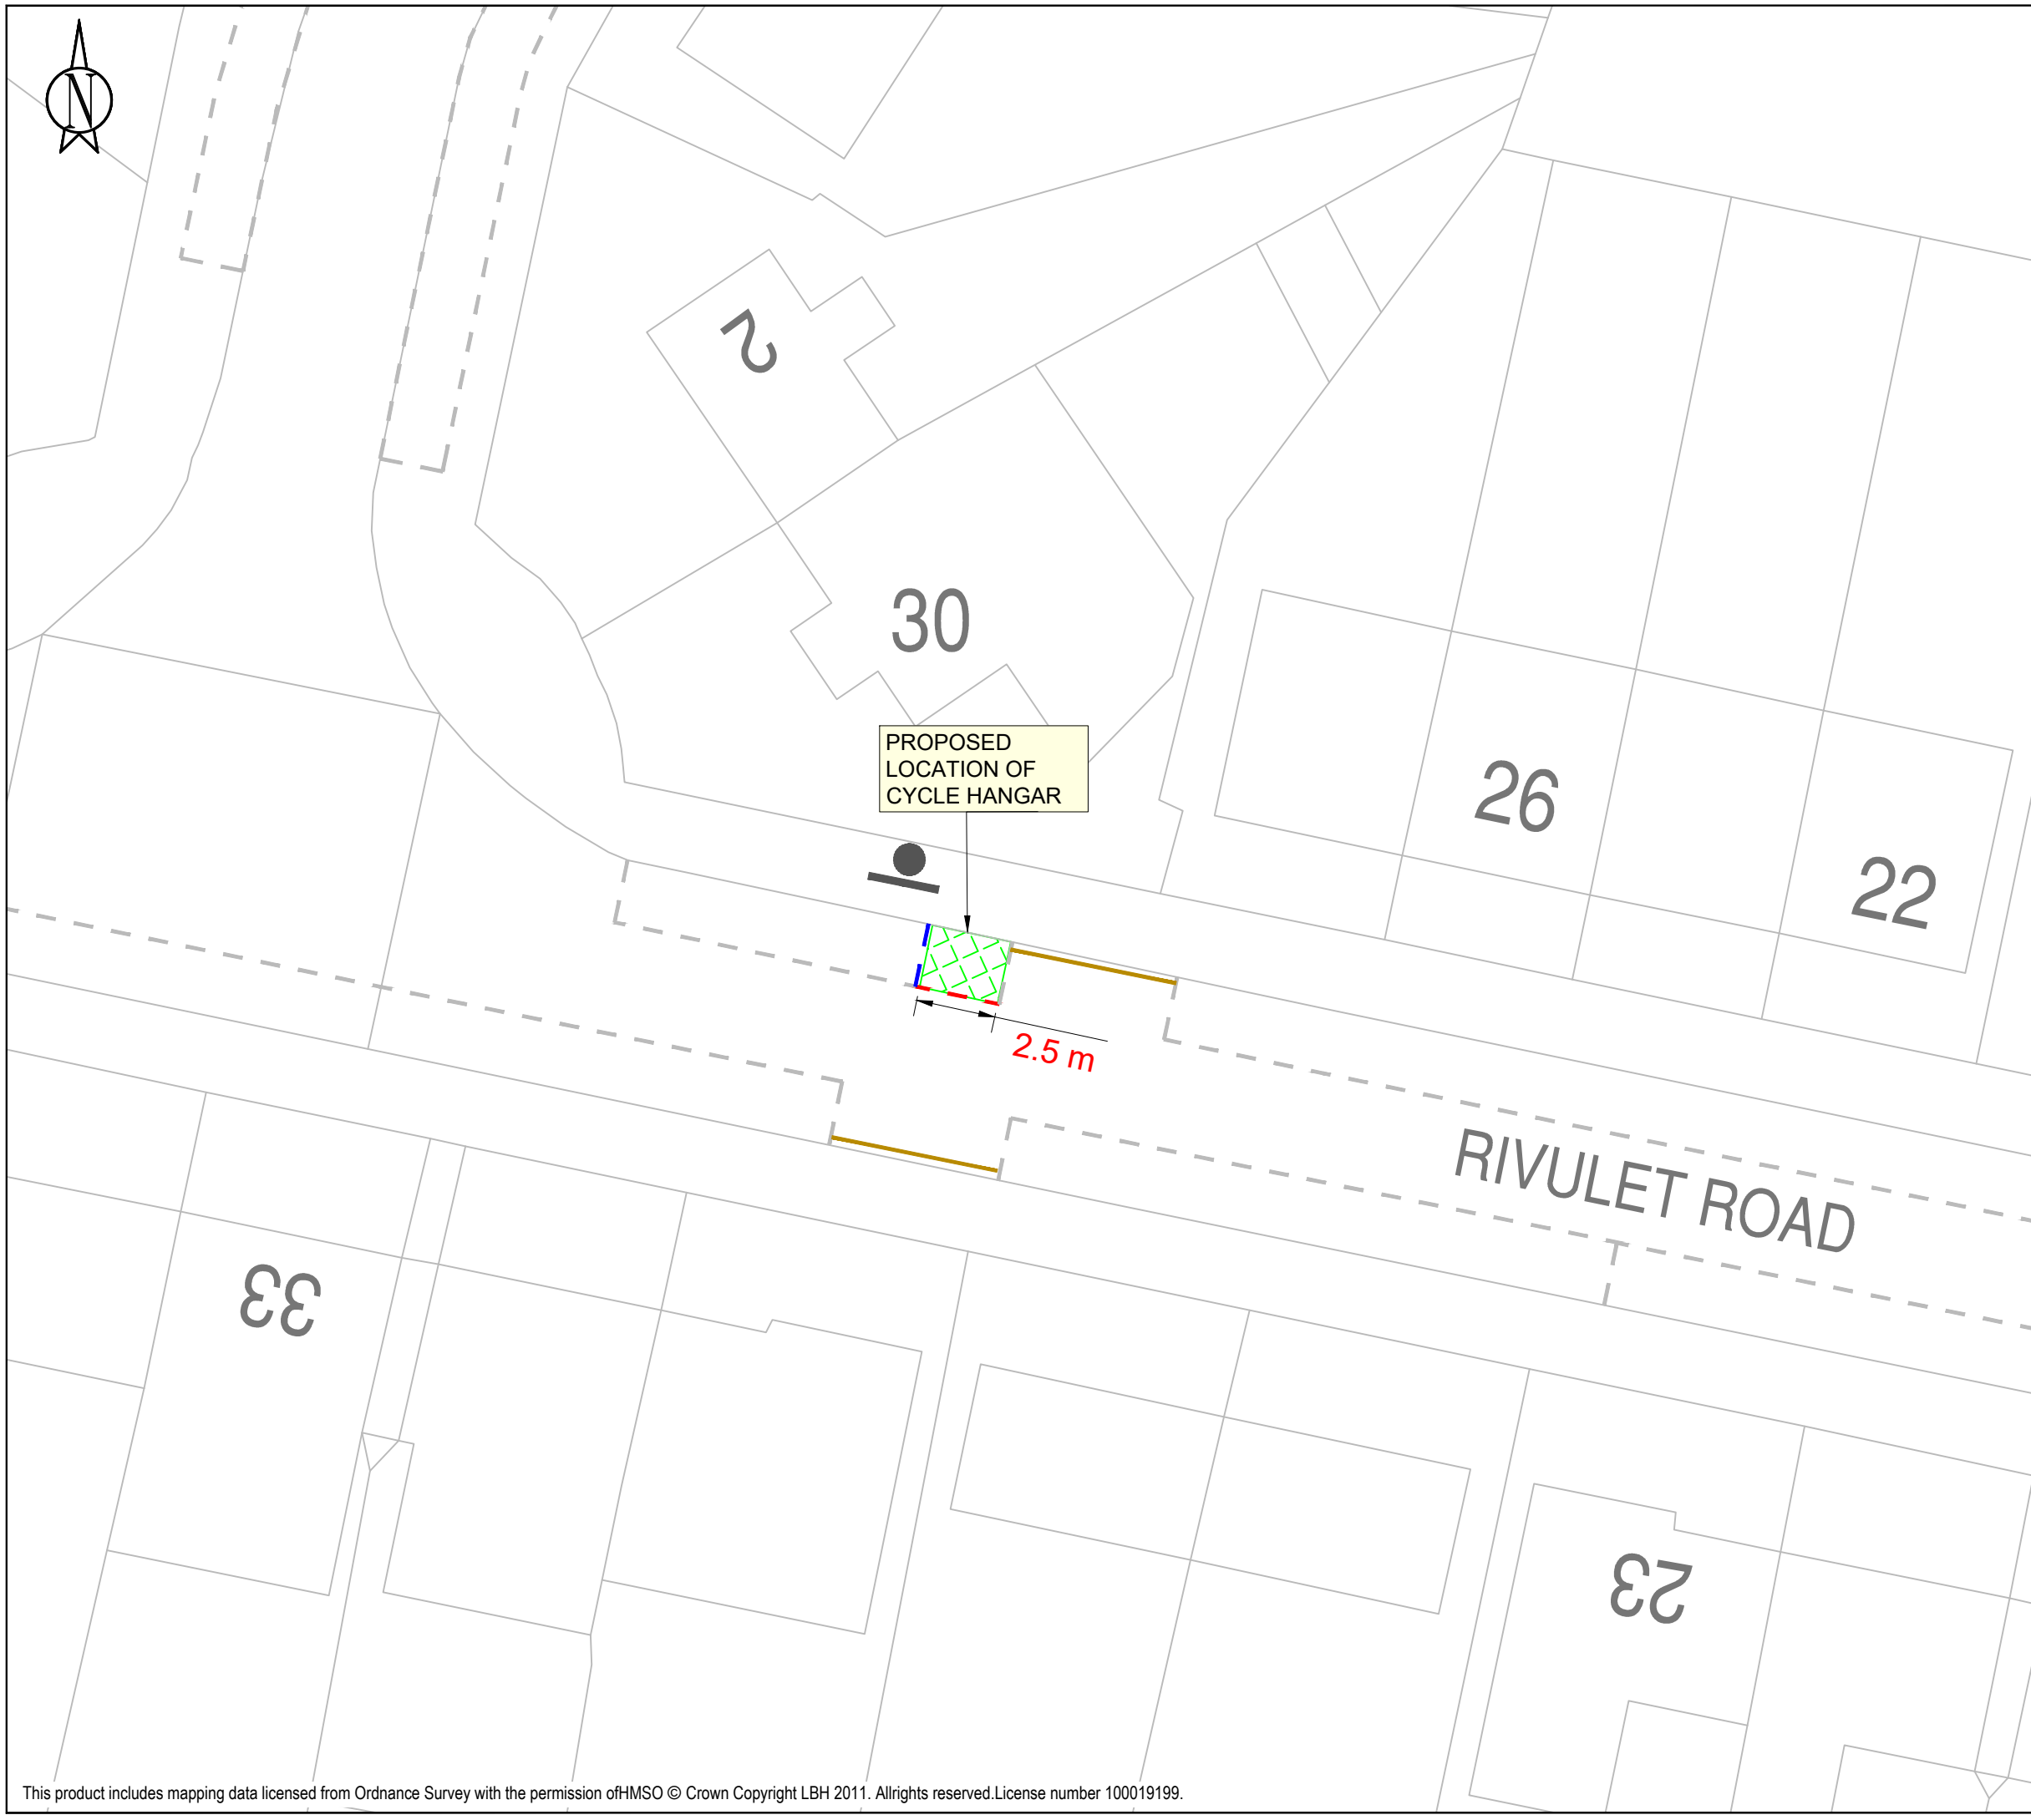 N
2
30
PROPOSED
LOCATION OF
CYCLE HANGAR
26
22
2.5 m
RIVULET ROAD
33
23
This product includes mapping data licensed from Ordnance Survey with the permission ofHMSO © Crown Copyright LBH 2011. Allrights reserved.License number 100019199.